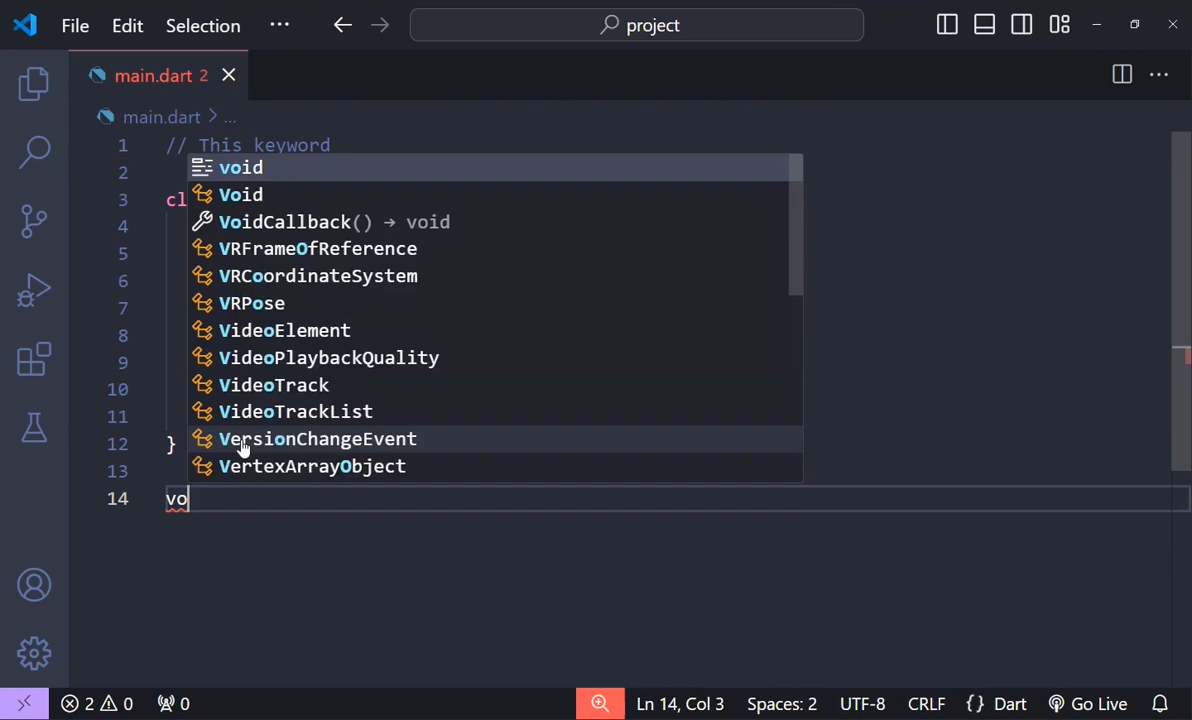 File Edit Selection ··· project
main.dart 2
main.dart > ...
1 // This keyword
2 void
3 cl Void
4 VoidCallback() → void
5 VRFrameOfReference
6 VRCoordinateSystem
7 VRPose
8 VideoElement
9 VideoPlaybackQuality
10 VideoTrack
11 VideoTrackList
12 } VersionChangeEvent
13 VertexArrayObject
14 vo
2 0 0 Ln 14, Col 3 Spaces: 2 UTF-8 CRLF {} Dart Go Live